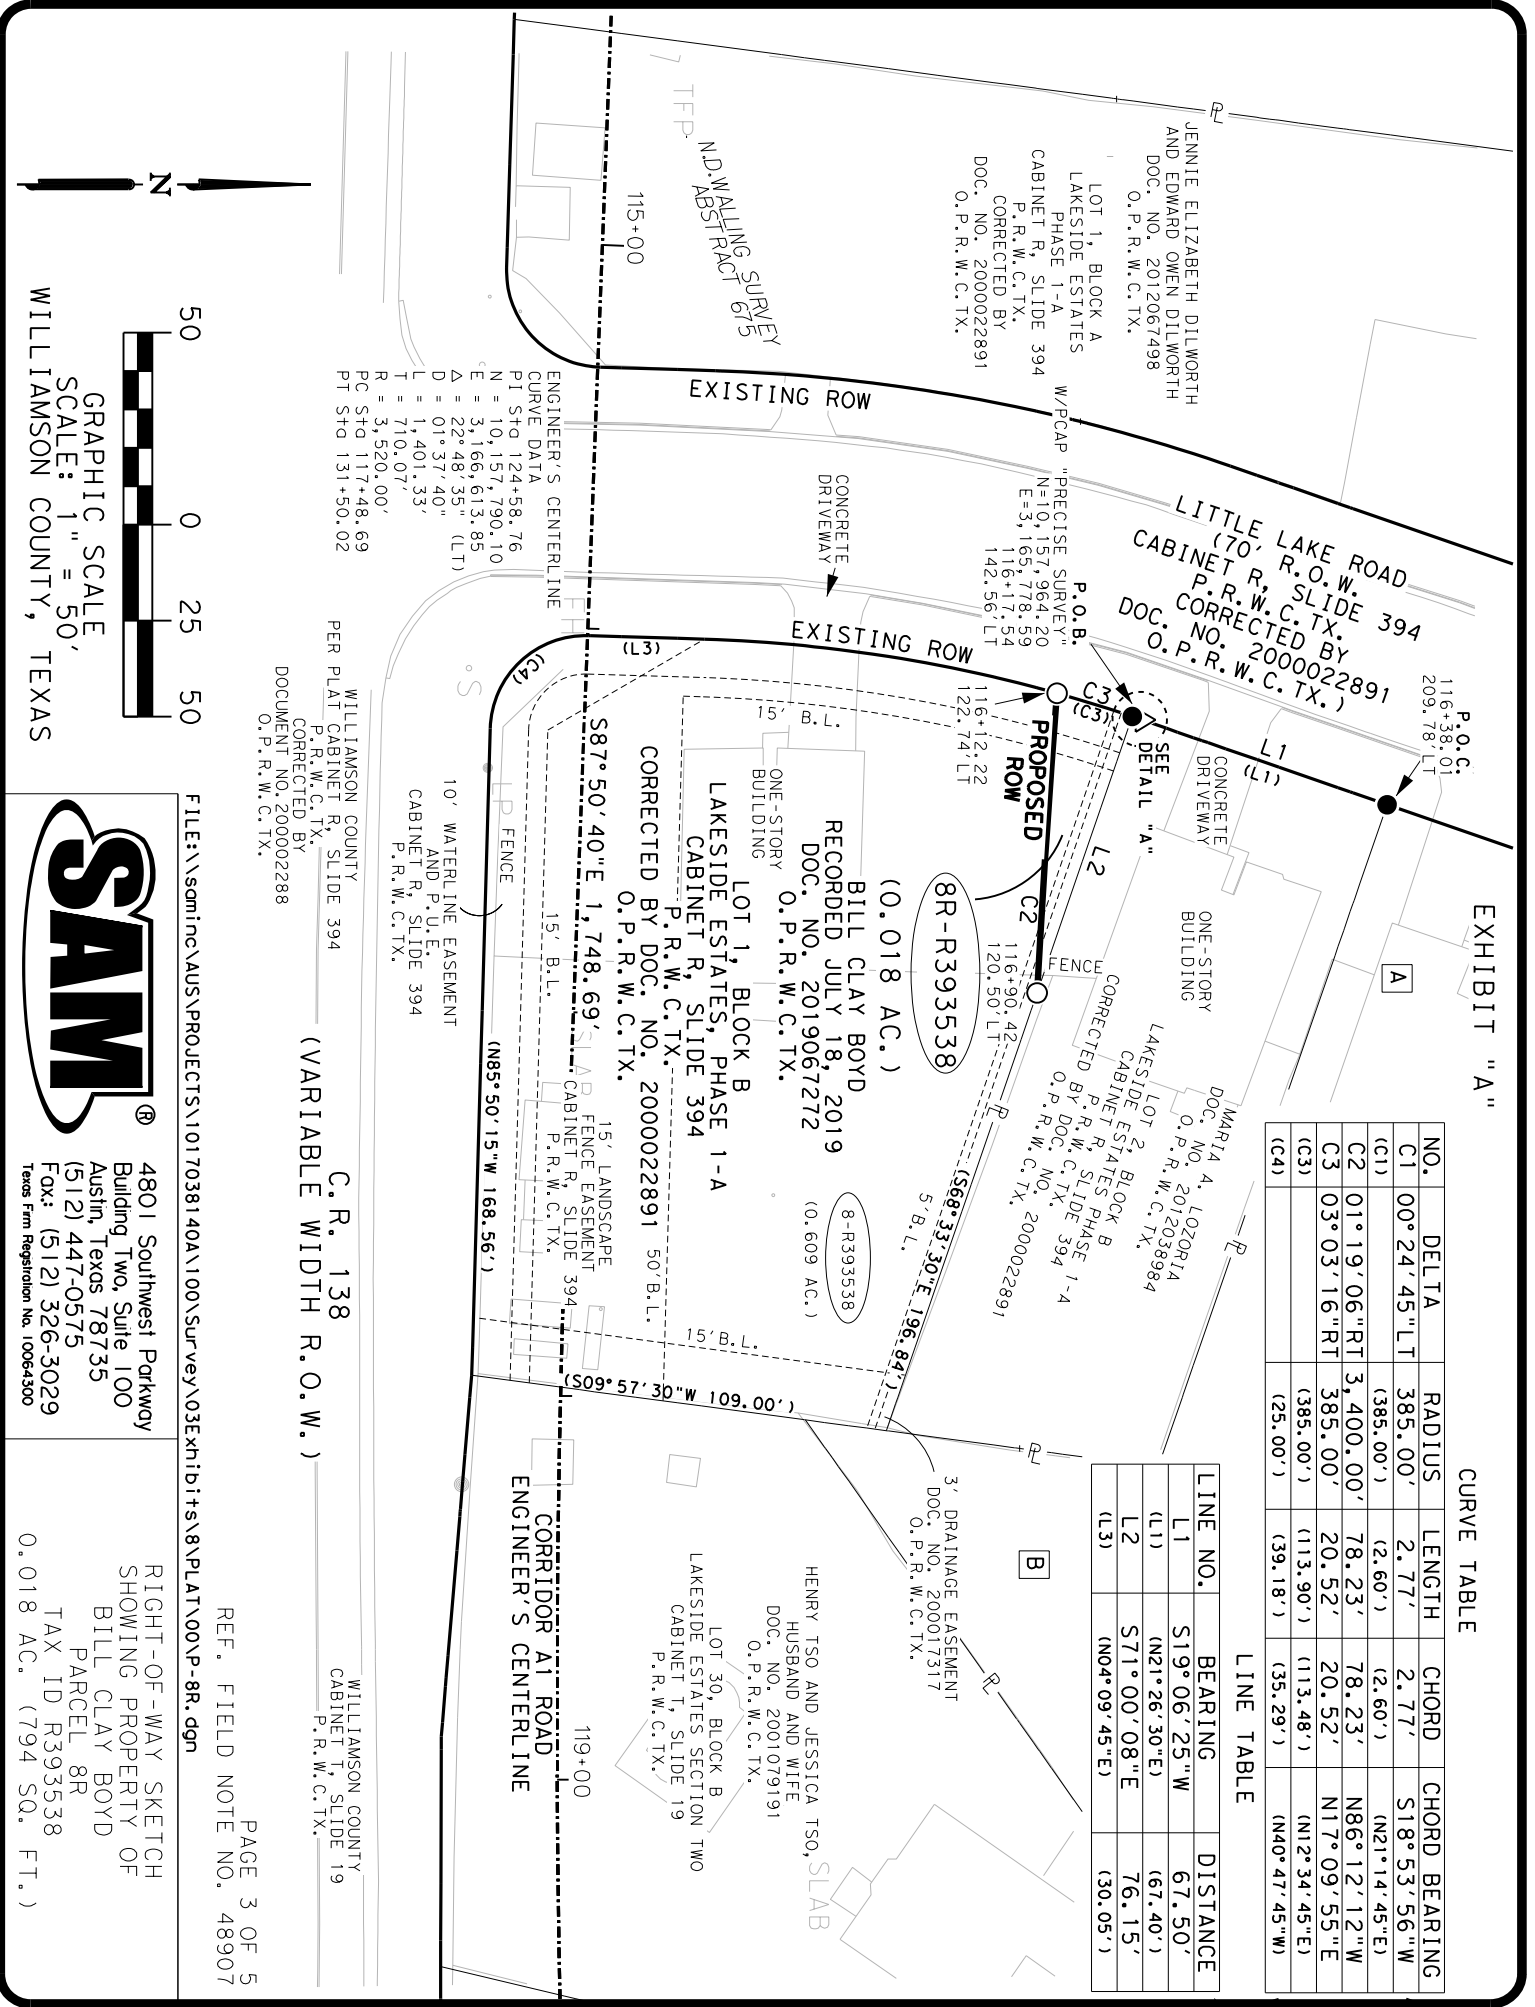 EXHIBIT "A"
CURVE TABLE
NO. DELTA RADIUS LENGTH CHORD CHORD BEARING
C1 00°24'45"LT 385.00' 2.77' 2.77' S18°53'56"W
(C1) (385.00') (2.60') (2.60') (N21°14'45"E)
C2 01°19'06"RT 3,400.00' 78.23' 78.23' N86°12'12"W
C3 03°03'16"RT 385.00' 20.52' 20.52' N17°09'55"E
(C3) (385.00') (113.90') (113.48') (N12°34'45"E)
(C4) (25.00') (39.18') (35.29') (N40°47'45"W)
LINE TABLE
LINE NO. BEARING DISTANCE
L1 S19°06'25"W 67.50'
(L1) (N21°26'30"E) (67.40')
L2 S71°00'08"E 76.15'
(L3) (N04°09'45"E) (30.05')
P.O.C.
116+38.01
209.78' LT
A
B
LITTLE LAKE ROAD
(70' R.O.W.
CABINET R, SLIDE 394
P.R.W.C.TX.
CORRECTED BY
DOC. NO. 2000022891
O.P.R.W.C.TX.)
JENNIE ELIZABETH DILWORTH
AND EDWARD OWEN DILWORTH
DOC. NO. 2012067498
O.P.R.W.C.TX.
LOT 1, BLOCK A
LAKESIDE ESTATES
PHASE 1-A
CABINET R, SLIDE 394
P.R.W.C.TX.
CORRECTED BY
DOC. NO. 2000022891
O.P.R.W.C.TX.
N.D.WALLING SURVEY
ABSTRACT 675
115+00
EXISTING ROW
EXISTING ROW
P.O.B.
W/PCAP "PRECISE SURVEY"
N=10,157,964.20
E=3,165,778.59
116+17.54
142.56' LT
116+12.22
122.74'LT
CONCRETE
DRIVEWAY
CONCRETE
DRIVEWAY
L1
(L1)
C3
(C3)
L2
C2
SEE
DETAIL "A"
PROPOSED
ROW
116+90.42
120.50'LT
FENCE
ONE-STORY
BUILDING
MARIA A. LOZORIA
DOC. NO. 2012038984
O.P.R.W.C.TX.
LOT 2, BLOCK B
LAKESIDE ESTATES PHASE 1-A
CABINET R, SLIDE 394
P.R.W.C.TX.
CORRECTED BY DOC. NO. 2000022891
O.P.R.W.C.TX.
(S68°33'30"E 196.84')
5' B.L.
8R-R393538
(0.018 AC.)
BILL CLAY BOYD
RECORDED JULY 18, 2019
DOC. NO. 2019067272
O.P.R.W.C.TX.
LOT 1, BLOCK B
LAKESIDE ESTATES, PHASE 1-A
CABINET R, SLIDE 394
P.R.W.C.TX.
CORRECTED BY DOC. NO. 2000022891
O.P.R.W.C.TX.
8-R393538
(0.609 AC.)
15' B.L.
ONE-STORY
BUILDING
50'B.L.
15'B.L.
(S09°57'30"W 109.00')
S87°50'40"E 1,748.69'
15' LANDSCAPE
FENCE EASEMENT
CABINET R, SLIDE 394
P.R.W.C.TX.
15' B.L.
FENCE
(L3)
(C4)
(N85°50'15"W 168.56')
10' WATERLINE EASEMENT
AND P.U.E.
CABINET R, SLIDE 394
P.R.W.C.TX.
3' DRAINAGE EASEMENT
DOC. NO. 200017317
O.P.R.W.C.TX.
HENRY TSO AND JESSICA TSO,
HUSBAND AND WIFE
DOC. NO. 2001079191
O.P.R.W.C.TX.
LOT 30, BLOCK B
LAKESIDE ESTATES SECTION TWO
CABINET T, SLIDE 19
P.R.W.C.TX.
SLAB
119+00
CORRIDOR A1 ROAD
ENGINEER'S CENTERLINE
ENGINEER'S CENTERLINE
CURVE DATA
PI Sta 124+58.76
N = 10,157,790.10
E = 3,166,613.85
Δ = 22°48'35" (LT)
D = 01°37'40"
L = 1,401.33'
T = 710.07'
R = 3,520.00'
PC Sta 117+48.69
PT Sta 131+50.02
WILLIAMSON COUNTY
PER PLAT CABINET R, SLIDE 394
P.R.W.C.TX.
CORRECTED BY
DOCUMENT NO. 200002288
O.P.R.W.C.TX.
C.R. 138
(VARIABLE WIDTH R.O.W.)
WILLIAMSON COUNTY
CABINET T, SLIDE 19
P.R.W.C.TX.
N
50 0 25 50
GRAPHIC SCALE
SCALE: 1" = 50'
WILLIAMSON COUNTY, TEXAS
PAGE 3 OF 5
REF. FIELD NOTE NO. 48907
FILE:\\saminc\AUS\PROJECTS\1017038140A\100\Survey\03Exhibits\8\PLAT\00\P-8R.dgn
SAM®
4801 Southwest Parkway
Building Two, Suite 100
Austin, Texas 78735
(512) 447-0575
Fax: (512) 326-3029
Texas Firm Registration No. 10064300
RIGHT-OF-WAY SKETCH
SHOWING PROPERTY OF
BILL CLAY BOYD
PARCEL 8R
TAX ID R393538
0.018 AC. (794 SQ. FT.)